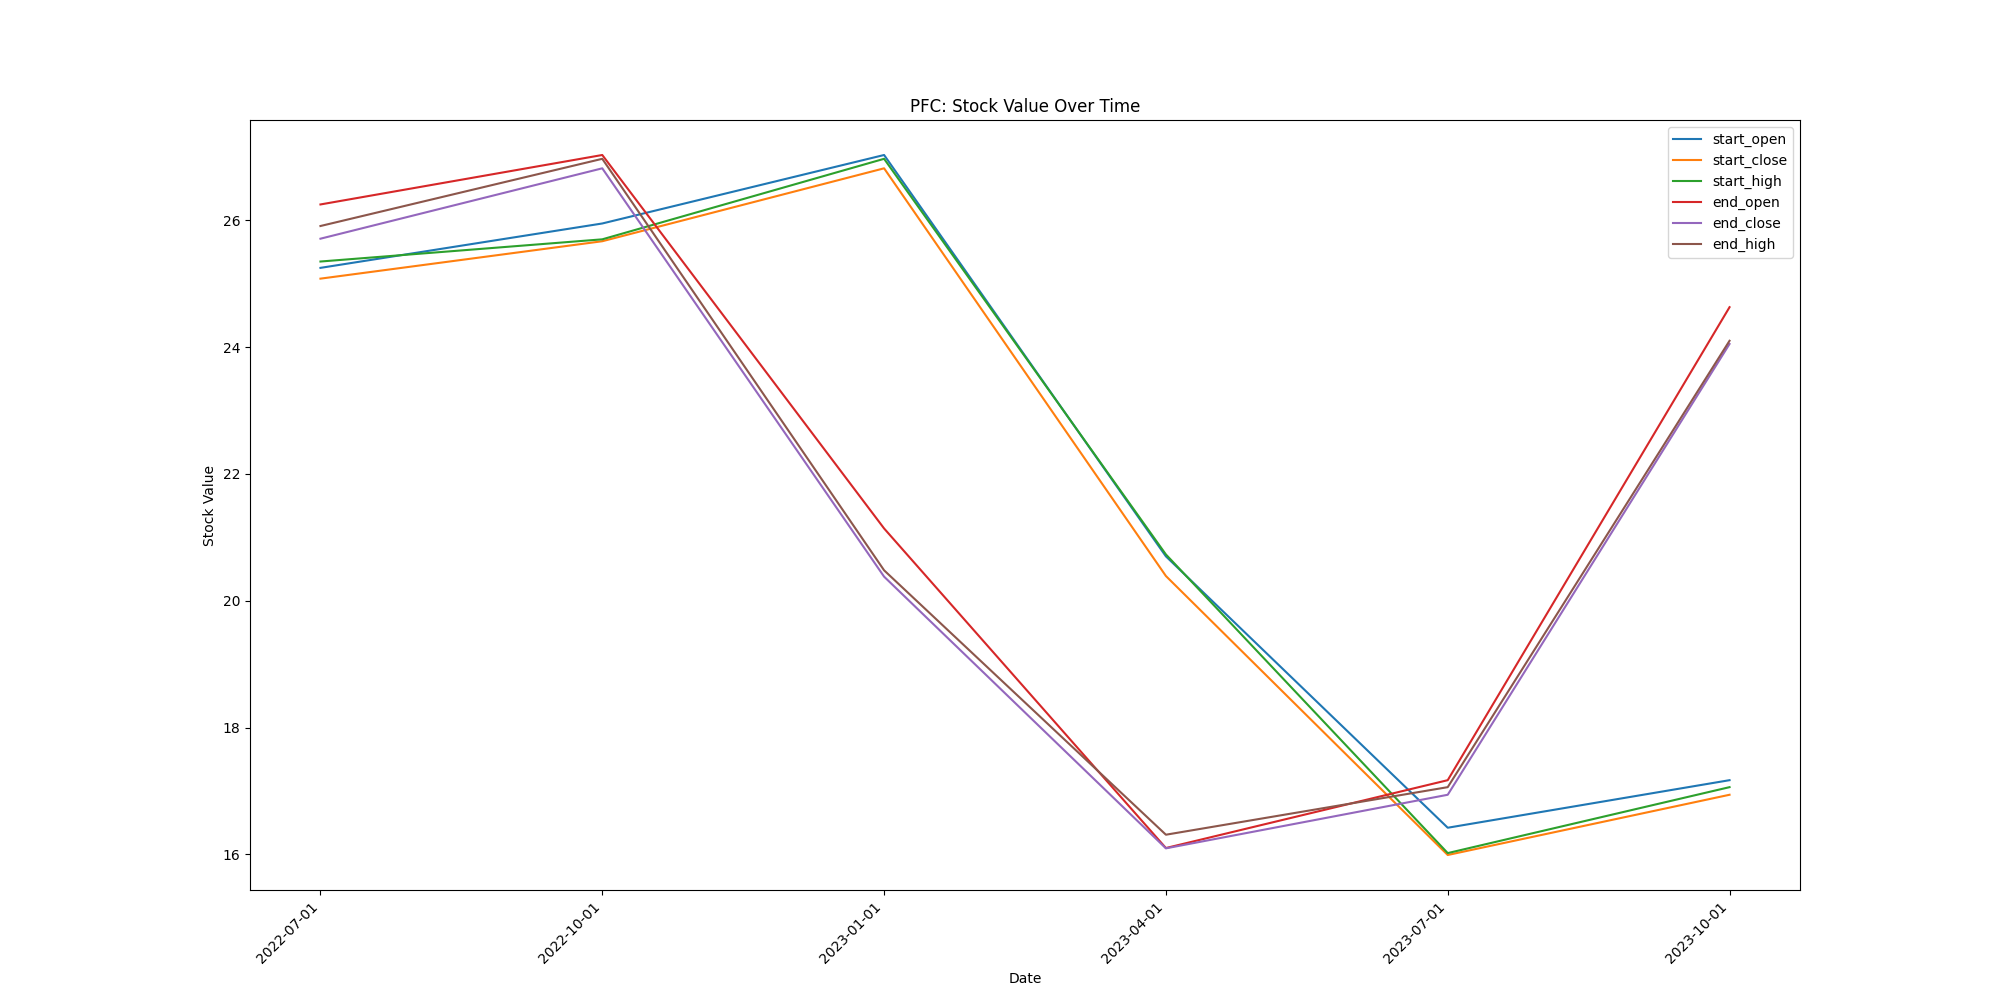 PFC: Stock Value Over Time
start_open
start_close
start_high
end_open
end_close
end_high
26
24
22
20
18
16
Stock Value
2022-07-01
2022-10-01
2023-01-01
2023-04-01
2023-07-01
2023-10-01
Date